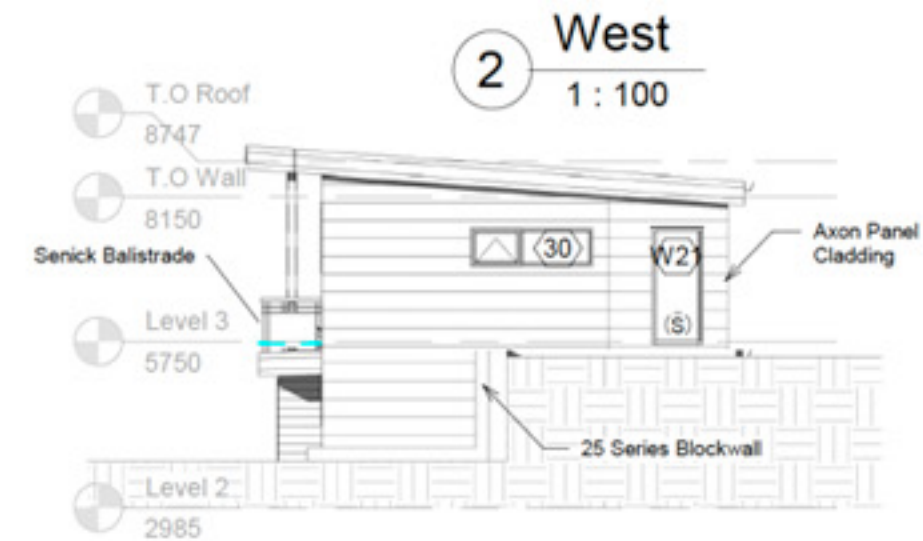 West
2
1 : 100
T.O Roof
8747
T.O Wall
8150
Senick Balistrade
30
W21
Axon Panel
Cladding
Level 3
5750
(S)
25 Series Blockwall
Level 2
2985